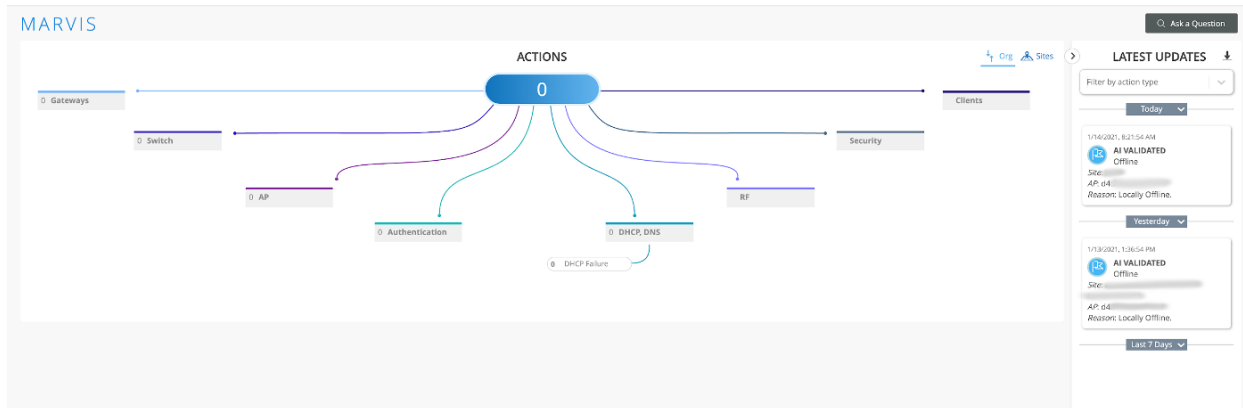 MARVIS
Ask a Question
ACTIONS
Org Sites
0
0 Gateways
Clients
0 Switch
Security
0 AP
RF
0 Authentication
0 DHCP, DNS
0 DHCP Failure
LATEST UPDATES
Filter by action type
Today
1/14/2021, 8:21:54 AM
AI VALIDATED
Offline
Site:
AP: d4
Reason: Locally Offline.
Yesterday
1/13/2021, 1:36:54 PM
AI VALIDATED
Offline
Site:
AP: d4
Reason: Locally Offline.
Last 7 Days